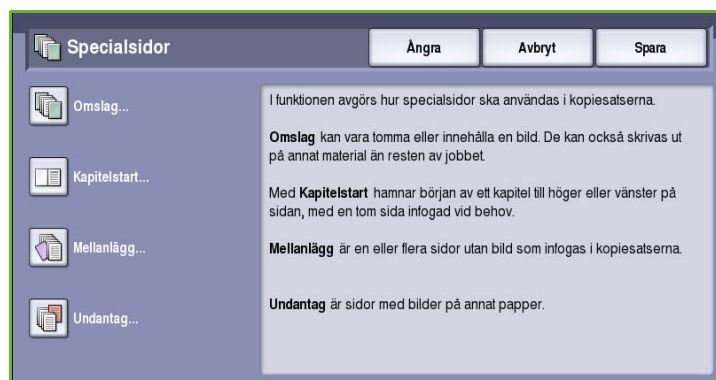 Specialsidor
Ångra
Avbryt
Spara
Omslag...
Kapitelstart...
Mellanlägg...
Undantag...
I funktionen avgörs hur specialsidor ska användas i kopiesatserna.
Omslag kan vara tomma eller innehålla en bild. De kan också skrivas ut
på annat material än resten av jobbet.
Med Kapitelstart hamnar början av ett kapitel till höger eller vänster på
sidan, med en tom sida infogad vid behov.
Mellanlägg är en eller flera sidor utan bild som infogas i kopiesatserna.
Undantag är sidor med bilder på annat papper.